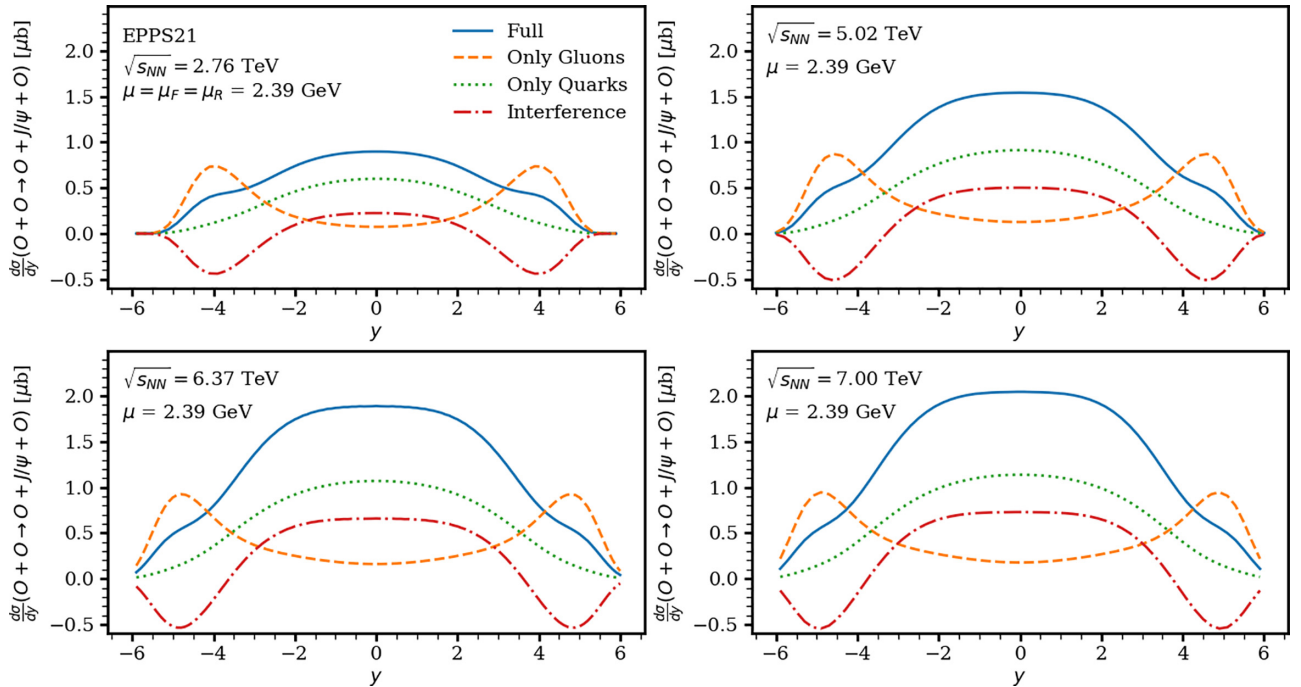 dσ/dy (O + O → O + J/ψ + O) [μb]
EPPS21
√s_NN = 2.76 TeV
μ = μ_F = μ_R = 2.39 GeV
Full
Only Gluons
Only Quarks
Interference
2.0
1.5
1.0
0.5
0.0
−0.5
−6 −4 −2 0 2 4 6
y
dσ/dy (O + O → O + J/ψ + O) [μb]
√s_NN = 5.02 TeV
μ = 2.39 GeV
2.0
1.5
1.0
0.5
0.0
−0.5
−6 −4 −2 0 2 4 6
y
dσ/dy (O + O → O + J/ψ + O) [μb]
√s_NN = 6.37 TeV
μ = 2.39 GeV
2.0
1.5
1.0
0.5
0.0
−0.5
−6 −4 −2 0 2 4 6
y
dσ/dy (O + O → O + J/ψ + O) [μb]
√s_NN = 7.00 TeV
μ = 2.39 GeV
2.0
1.5
1.0
0.5
0.0
−0.5
−6 −4 −2 0 2 4 6
y